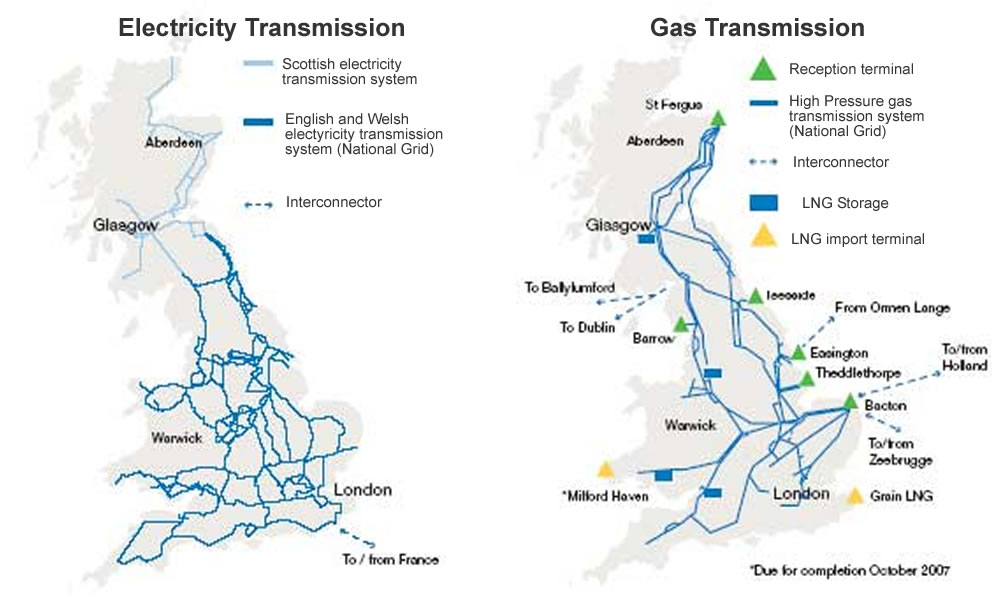 Electricity Transmission
Scottish electricity
transmission system
English and Welsh
electyricity transmission
system (National Grid)
Interconnector
Aberdeen
Glasgow
Warwick
London
To / from France
Gas Transmission
Reception terminal
High Pressure gas
transmission system
(National Grid)
Interconnector
LNG Storage
LNG import terminal
St Fergus
Aberdeen
Glasgow
To Ballylumford
To Dublin
Teesside
Barrow
From Ormen Lange
Easington
To/from
Holland
Theddlethorpe
Bacton
Warwick
To/from
Zeebrugge
*Milford Haven
London
Grain LNG
*Due for completion October 2007